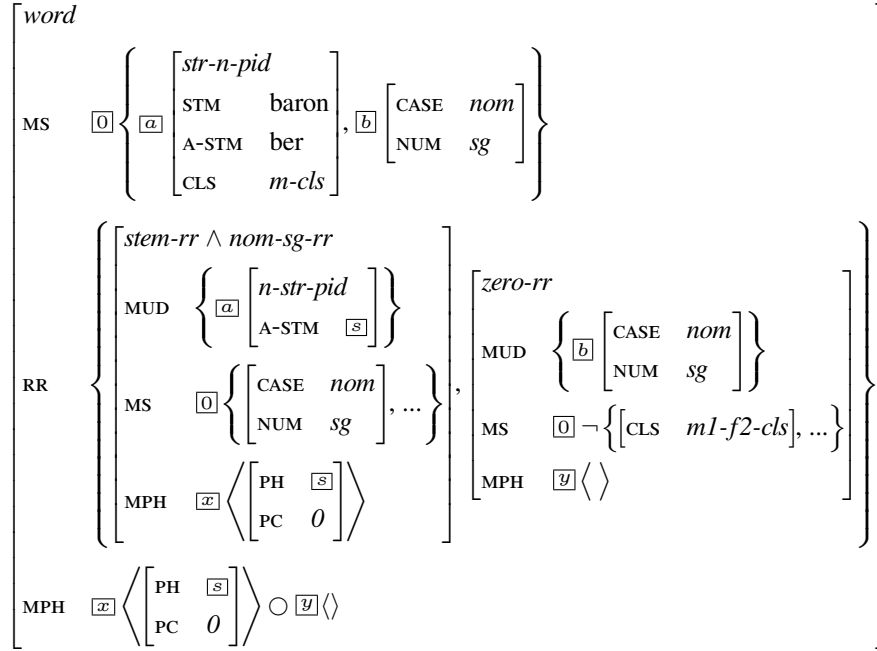 word
MS 0 { a [ str-n-pid
STM baron
A-STM ber
CLS m-cls ] , b [ CASE nom
NUM sg ] }
RR { [ stem-rr ∧ nom-sg-rr
MUD { a [ n-str-pid
A-STM s ] }
MS 0 { [ CASE nom
NUM sg ] , ... }
MPH x ⟨ [ PH s
PC 0 ] ⟩ ] ,
[ zero-rr
MUD { b [ CASE nom
NUM sg ] }
MS 0 ¬ { [ CLS m1-f2-cls ] , ... }
MPH y ⟨ ⟩ ] }
MPH x ⟨ [ PH s
PC 0 ] ⟩ ○ y ⟨⟩